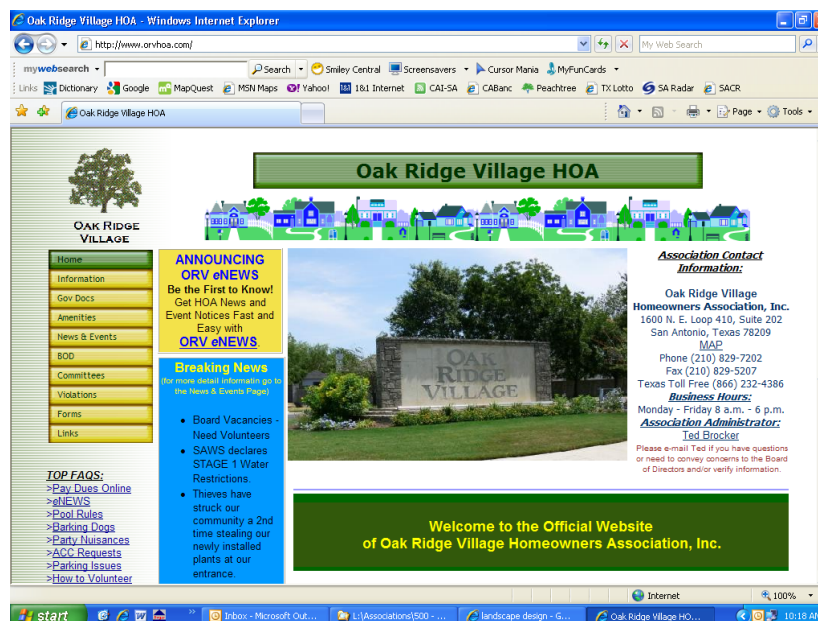 Oak Ridge Village HOA - Windows Internet Explorer
http://www.orvhoa.com/
My Web Search
mywebsearch
Search
Smiley Central
Screensavers
Cursor Mania
MyFunCards
Links
Dictionary
Google
MapQuest
MSN Maps
Yahoo!
1&1 Internet
CAI-SA
CABanc
Peachtree
TX Lotto
SA Radar
SACR
Oak Ridge Village HOA
Page
Tools
OAK RIDGE
VILLAGE
Oak Ridge Village HOA
Home
Information
Gov Docs
Amenities
News & Events
BOD
Committees
Violations
Forms
Links
TOP FAQS:
>Pay Dues Online
>eNEWS
>Pool Rules
>Barking Dogs
>Party Nuisances
>ACC Requests
>Parking Issues
>How to Volunteer
ANNOUNCING
ORV eNEWS
Be the First to Know!
Get HOA News and
Event Notices Fast and
Easy with
ORV eNEWS.
Breaking News
(for more detail informatin go to
the News & Events Page)
• Board Vacancies -
Need Volunteers
• SAWS declares
STAGE 1 Water
Restrictions.
• Thieves have
struck our
community a 2nd
time stealing our
newly installed
plants at our
entrance.
OAK
RIDGE
VILLAGE
Association Contact
Information:
Oak Ridge Village
Homeowners Association, Inc.
1600 N. E. Loop 410, Suite 202
San Antonio, Texas 78209
MAP
Phone (210) 829-7202
Fax (210) 829-5207
Texas Toll Free (866) 232-4386
Business Hours:
Monday - Friday 8 a.m. - 6 p.m.
Association Administrator:
Ted Brocker
Please e-mail Ted if you have questions
or need to convey concerns to the Board
of Directors and/or verify information.
Welcome to the Official Website
of Oak Ridge Village Homeowners Association, Inc.
Internet
100%
start
Inbox - Microsoft Out...
L:\Associations\500 - ...
landscape design - G...
Oak Ridge Village HO...
10:18 AM